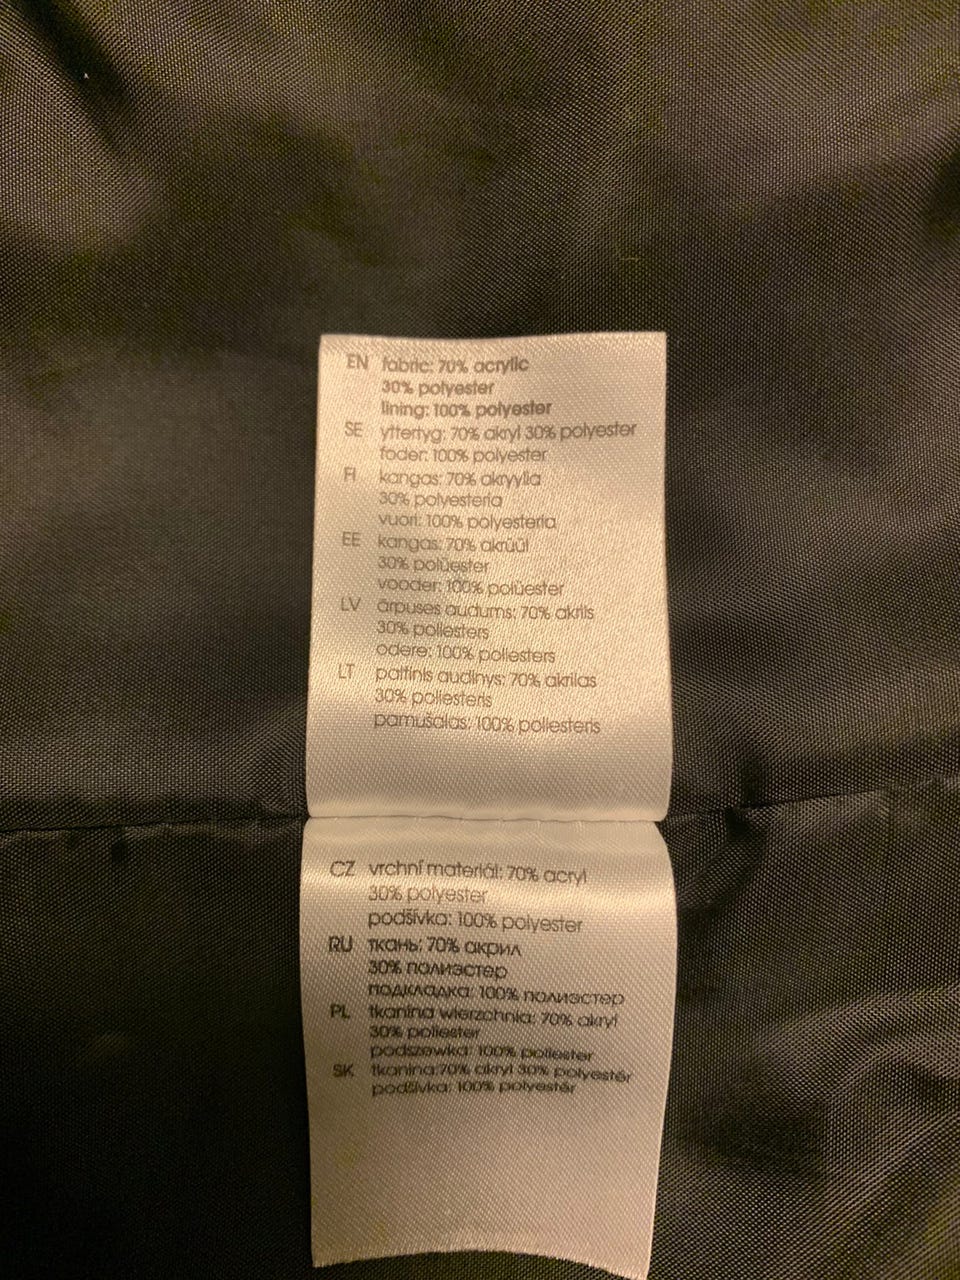 EN fabric: 70% acrylic
30% polyester
lining: 100% polyester
SE yttertyg: 70% akryl 30% polyester
foder: 100% polyester
FI kangas: 70% akryylia
30% polyesteria
vuori: 100% polyesteria
EE kangas: 70% akrüül
30% polüester
vooder: 100% polüester
LV ārpuses audums: 70% akrils
30% poliesters
odere: 100% poliesters
LT paltinis audinys: 70% akrilas
30% poliesteris
pamušalas: 100% poliesteris
CZ vrchní materiál: 70% acryl
30% polyester
podšívka: 100% polyester
RU ткань: 70% акрил
30% полиэстер
подкладка: 100% полиэстер
PL tkanina wierzchnia: 70% akryl
30% poliester
podszewka: 100% poliester
SK tkanina:70% akryl 30% polyestér
podšívka: 100% polyestér